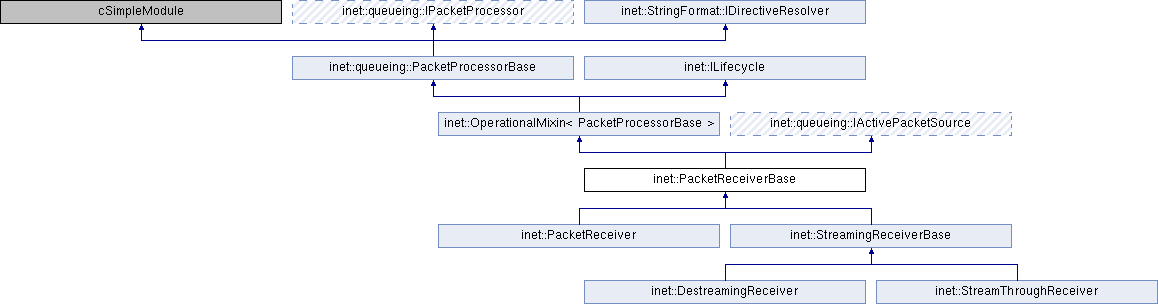 cSimpleModule
inet::queueing::IPacketProcessor
inet::StringFormat::IDirectiveResolver
inet::queueing::PacketProcessorBase
inet::ILifecycle
inet::OperationalMixin< PacketProcessorBase >
inet::queueing::IActivePacketSource
inet::PacketReceiverBase
inet::PacketReceiver
inet::StreamingReceiverBase
inet::DestreamingReceiver
inet::StreamThroughReceiver